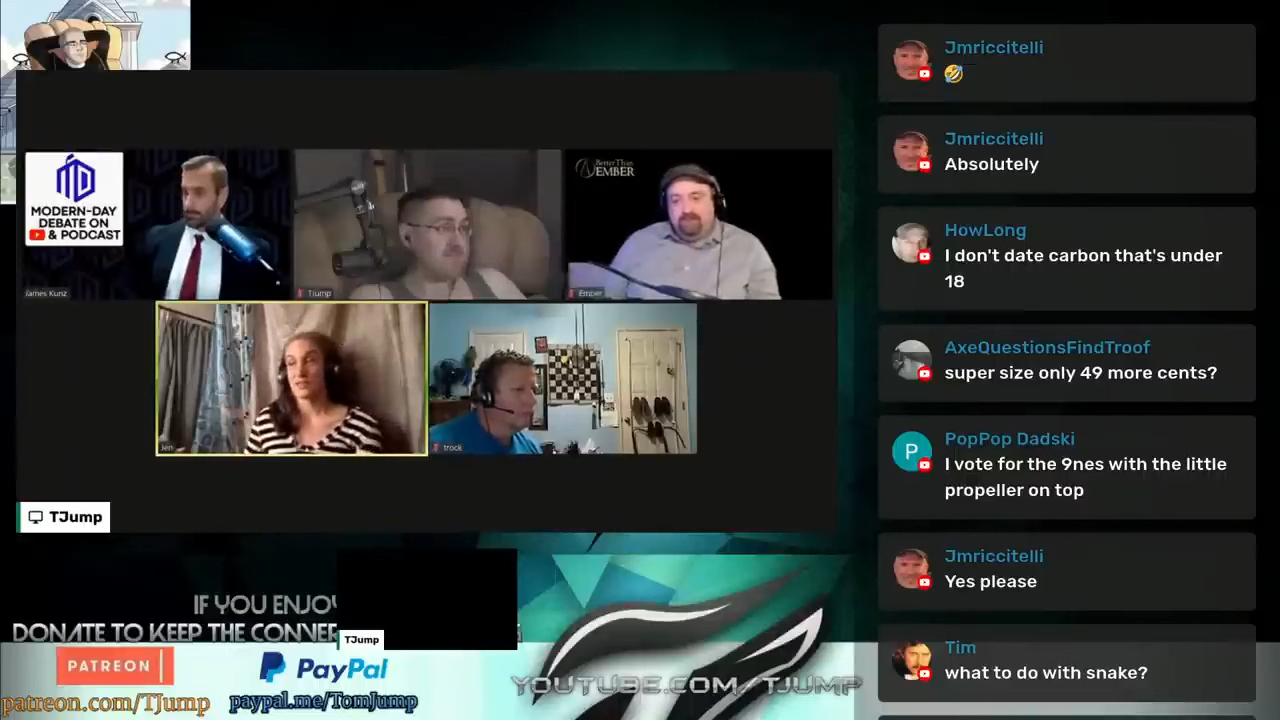 MODERN-DAY
DEBATE ON
& PODCAST
James Kunz
TJump
Better Than
EMBER
Ember
Jen
trock
TJump
IF YOU ENJOY
DONATE TO KEEP THE CONVER
TJump
PATREON
PayPal
patreon.com/TJump
paypal.me/TomJump
YOUTUBE.COM/TJUMP
Jmriccitelli
🤣
Jmriccitelli
Absolutely
HowLong
I don't date carbon that's under
18
AxeQuestionsFindTroof
super size only 49 more cents?
P
PopPop Dadski
I vote for the 9nes with the little
propeller on top
Jmriccitelli
Yes please
Tim
what to do with snake?